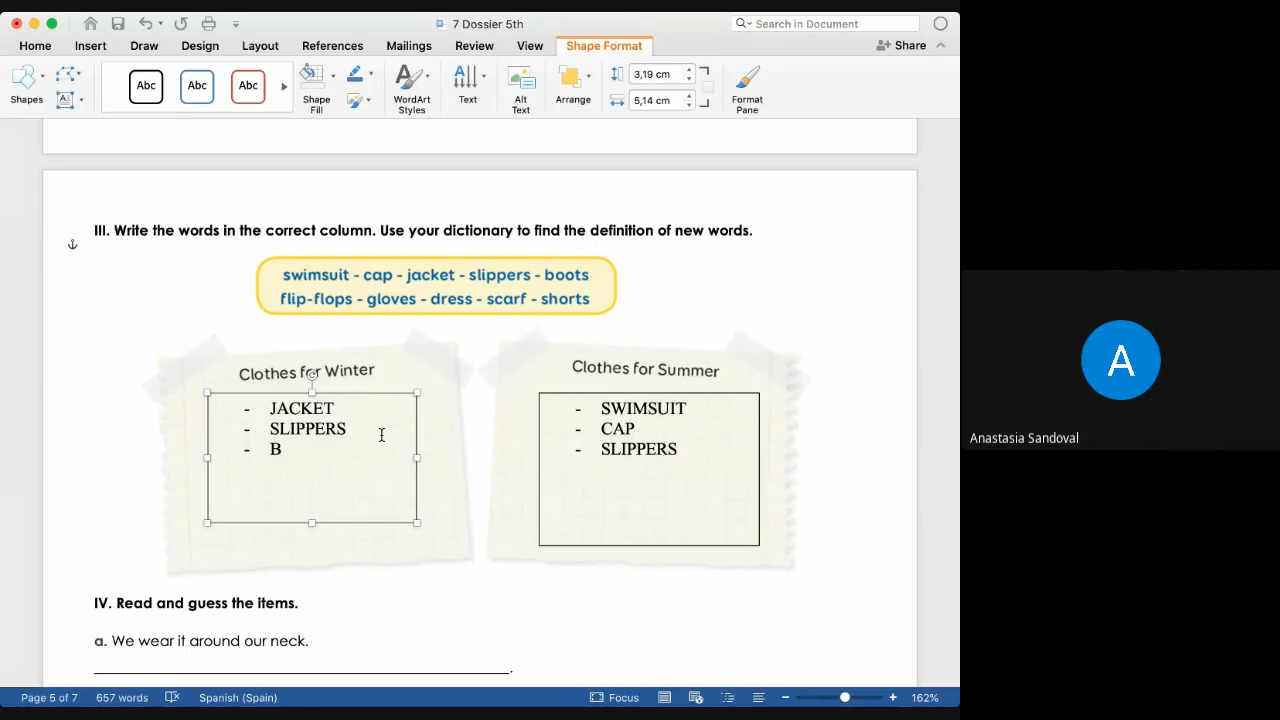 7 Dossier 5th
Search in Document
Home Insert Draw Design Layout References Mailings Review View Shape Format Share
Shapes
Abc Abc Abc
Shape Fill
WordArt Styles
Text
Alt Text
Arrange
3,19 cm
5,14 cm
Format Pane
III. Write the words in the correct column. Use your dictionary to find the definition of new words.
swimsuit - cap - jacket - slippers - boots
flip-flops - gloves - dress - scarf - shorts
Clothes for Winter
- JACKET
- SLIPPERS
- B
Clothes for Summer
- SWIMSUIT
- CAP
- SLIPPERS
IV. Read and guess the items.
a. We wear it around our neck.
.
Page 5 of 7 657 words Spanish (Spain) Focus 162%
A
Anastasia Sandoval